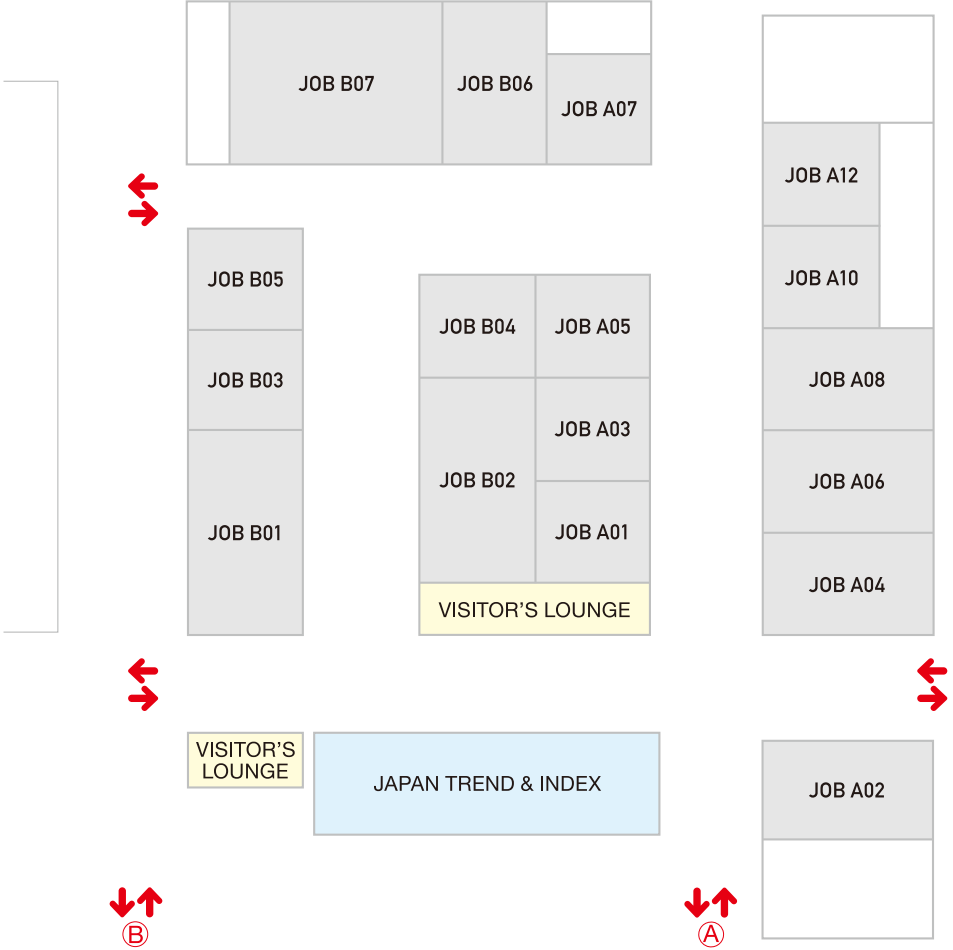 JOB B07
JOB B06
JOB A07
JOB A12
JOB B05
JOB A10
JOB B04
JOB A05
JOB B03
JOB A08
JOB A03
JOB B02
JOB A06
JOB B01
JOB A01
JOB A04
VISITOR'S LOUNGE
VISITOR'S
LOUNGE
JAPAN TREND & INDEX
JOB A02
B
A